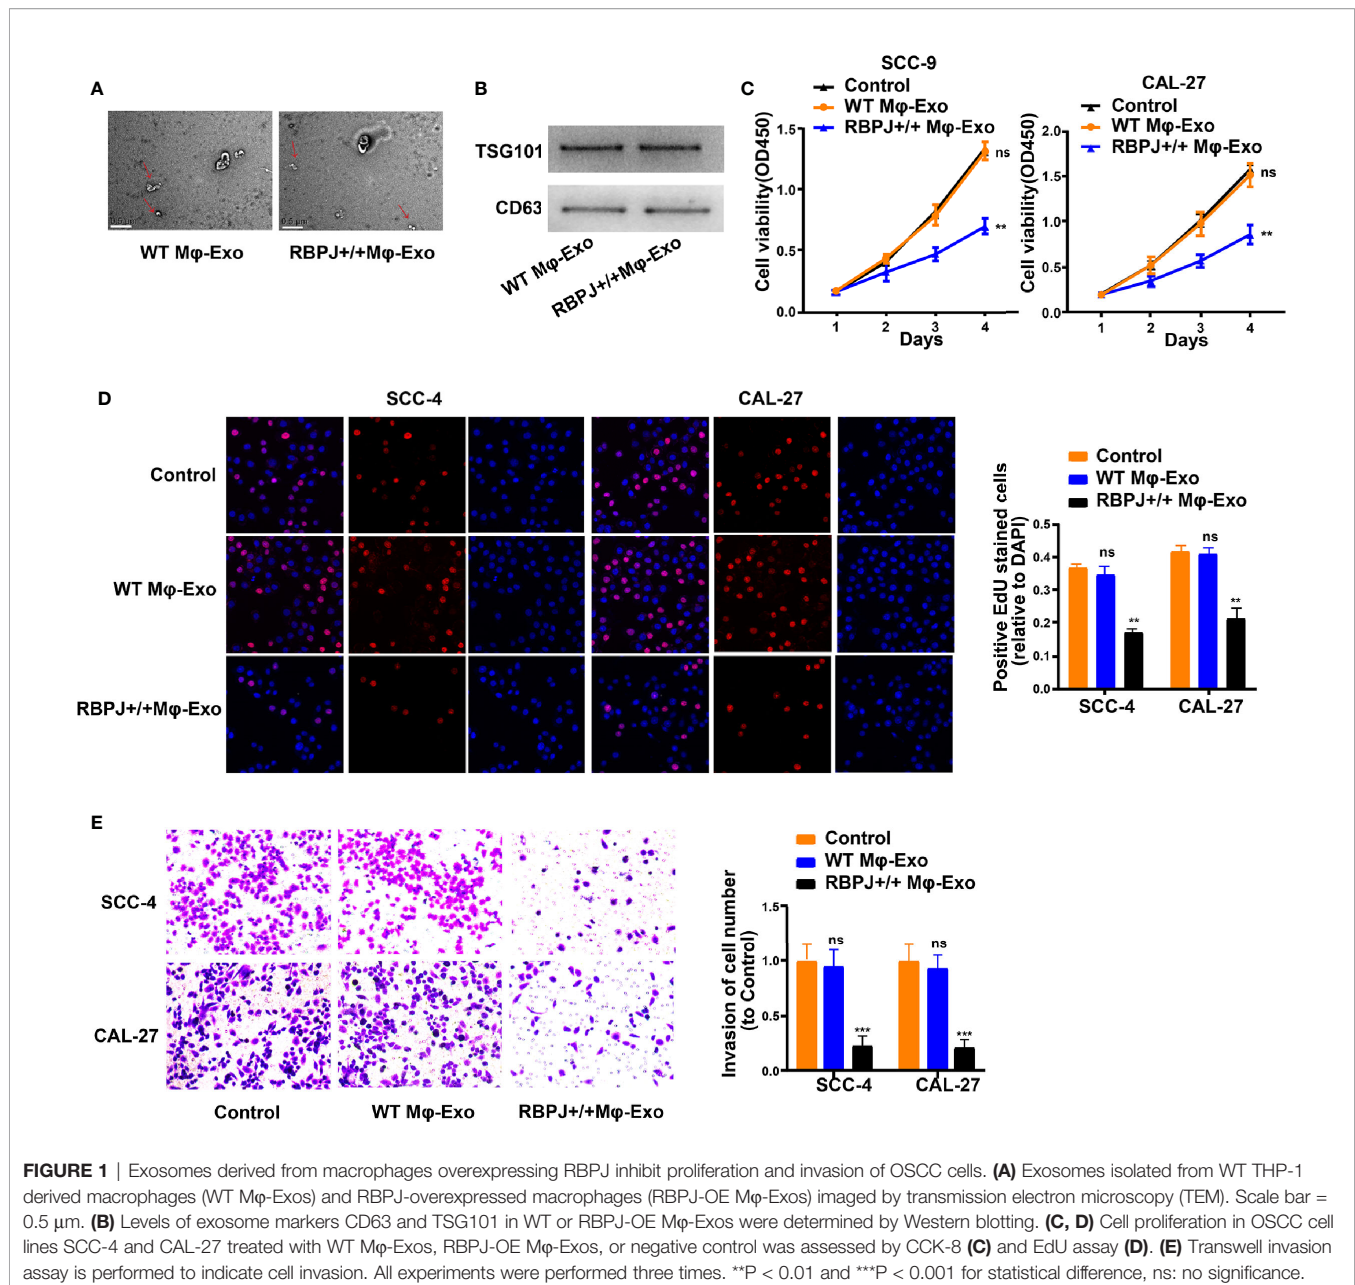 A
0.5 μm
0.5 μm
WT Mφ-Exo
RBPJ+/+Mφ-Exo
B
TSG101
CD63
WT Mφ-Exo
RBPJ+/+Mφ-Exo
C
SCC-9
Control
WT Mφ-Exo
RBPJ+/+ Mφ-Exo
Cell viability(OD450)
1.5
1.0
0.5
0.0
ns
**
1 2 3 4
Days
CAL-27
Control
WT Mφ-Exo
RBPJ+/+ Mφ-Exo
Cell viability(OD450)
2.0
1.5
1.0
0.5
0.0
ns
**
1 2 3 4
Days
D
SCC-4
CAL-27
Control
WT Mφ-Exo
RBPJ+/+Mφ-Exo
Control
WT Mφ-Exo
RBPJ+/+ Mφ-Exo
Positive EdU stained cells
(relative to DAPI)
0.5
0.4
0.3
0.2
0.1
0.0
ns
**
ns
**
SCC-4
CAL-27
E
SCC-4
CAL-27
Control
WT Mφ-Exo
RBPJ+/+Mφ-Exo
Control
WT Mφ-Exo
RBPJ+/+ Mφ-Exo
Invasion of cell number
(to Control)
1.5
1.0
0.5
0.0
ns
***
ns
***
SCC-4
CAL-27
FIGURE 1 | Exosomes derived from macrophages overexpressing RBPJ inhibit proliferation and invasion of OSCC cells. (A) Exosomes isolated from WT THP-1
derived macrophages (WT Mφ-Exos) and RBPJ-overexpressed macrophages (RBPJ-OE Mφ-Exos) imaged by transmission electron microscopy (TEM). Scale bar =
0.5 μm. (B) Levels of exosome markers CD63 and TSG101 in WT or RBPJ-OE Mφ-Exos were determined by Western blotting. (C, D) Cell proliferation in OSCC cell
lines SCC-4 and CAL-27 treated with WT Mφ-Exos, RBPJ-OE Mφ-Exos, or negative control was assessed by CCK-8 (C) and EdU assay (D). (E) Transwell invasion
assay is performed to indicate cell invasion. All experiments were performed three times. **P < 0.01 and ***P < 0.001 for statistical difference, ns: no significance.